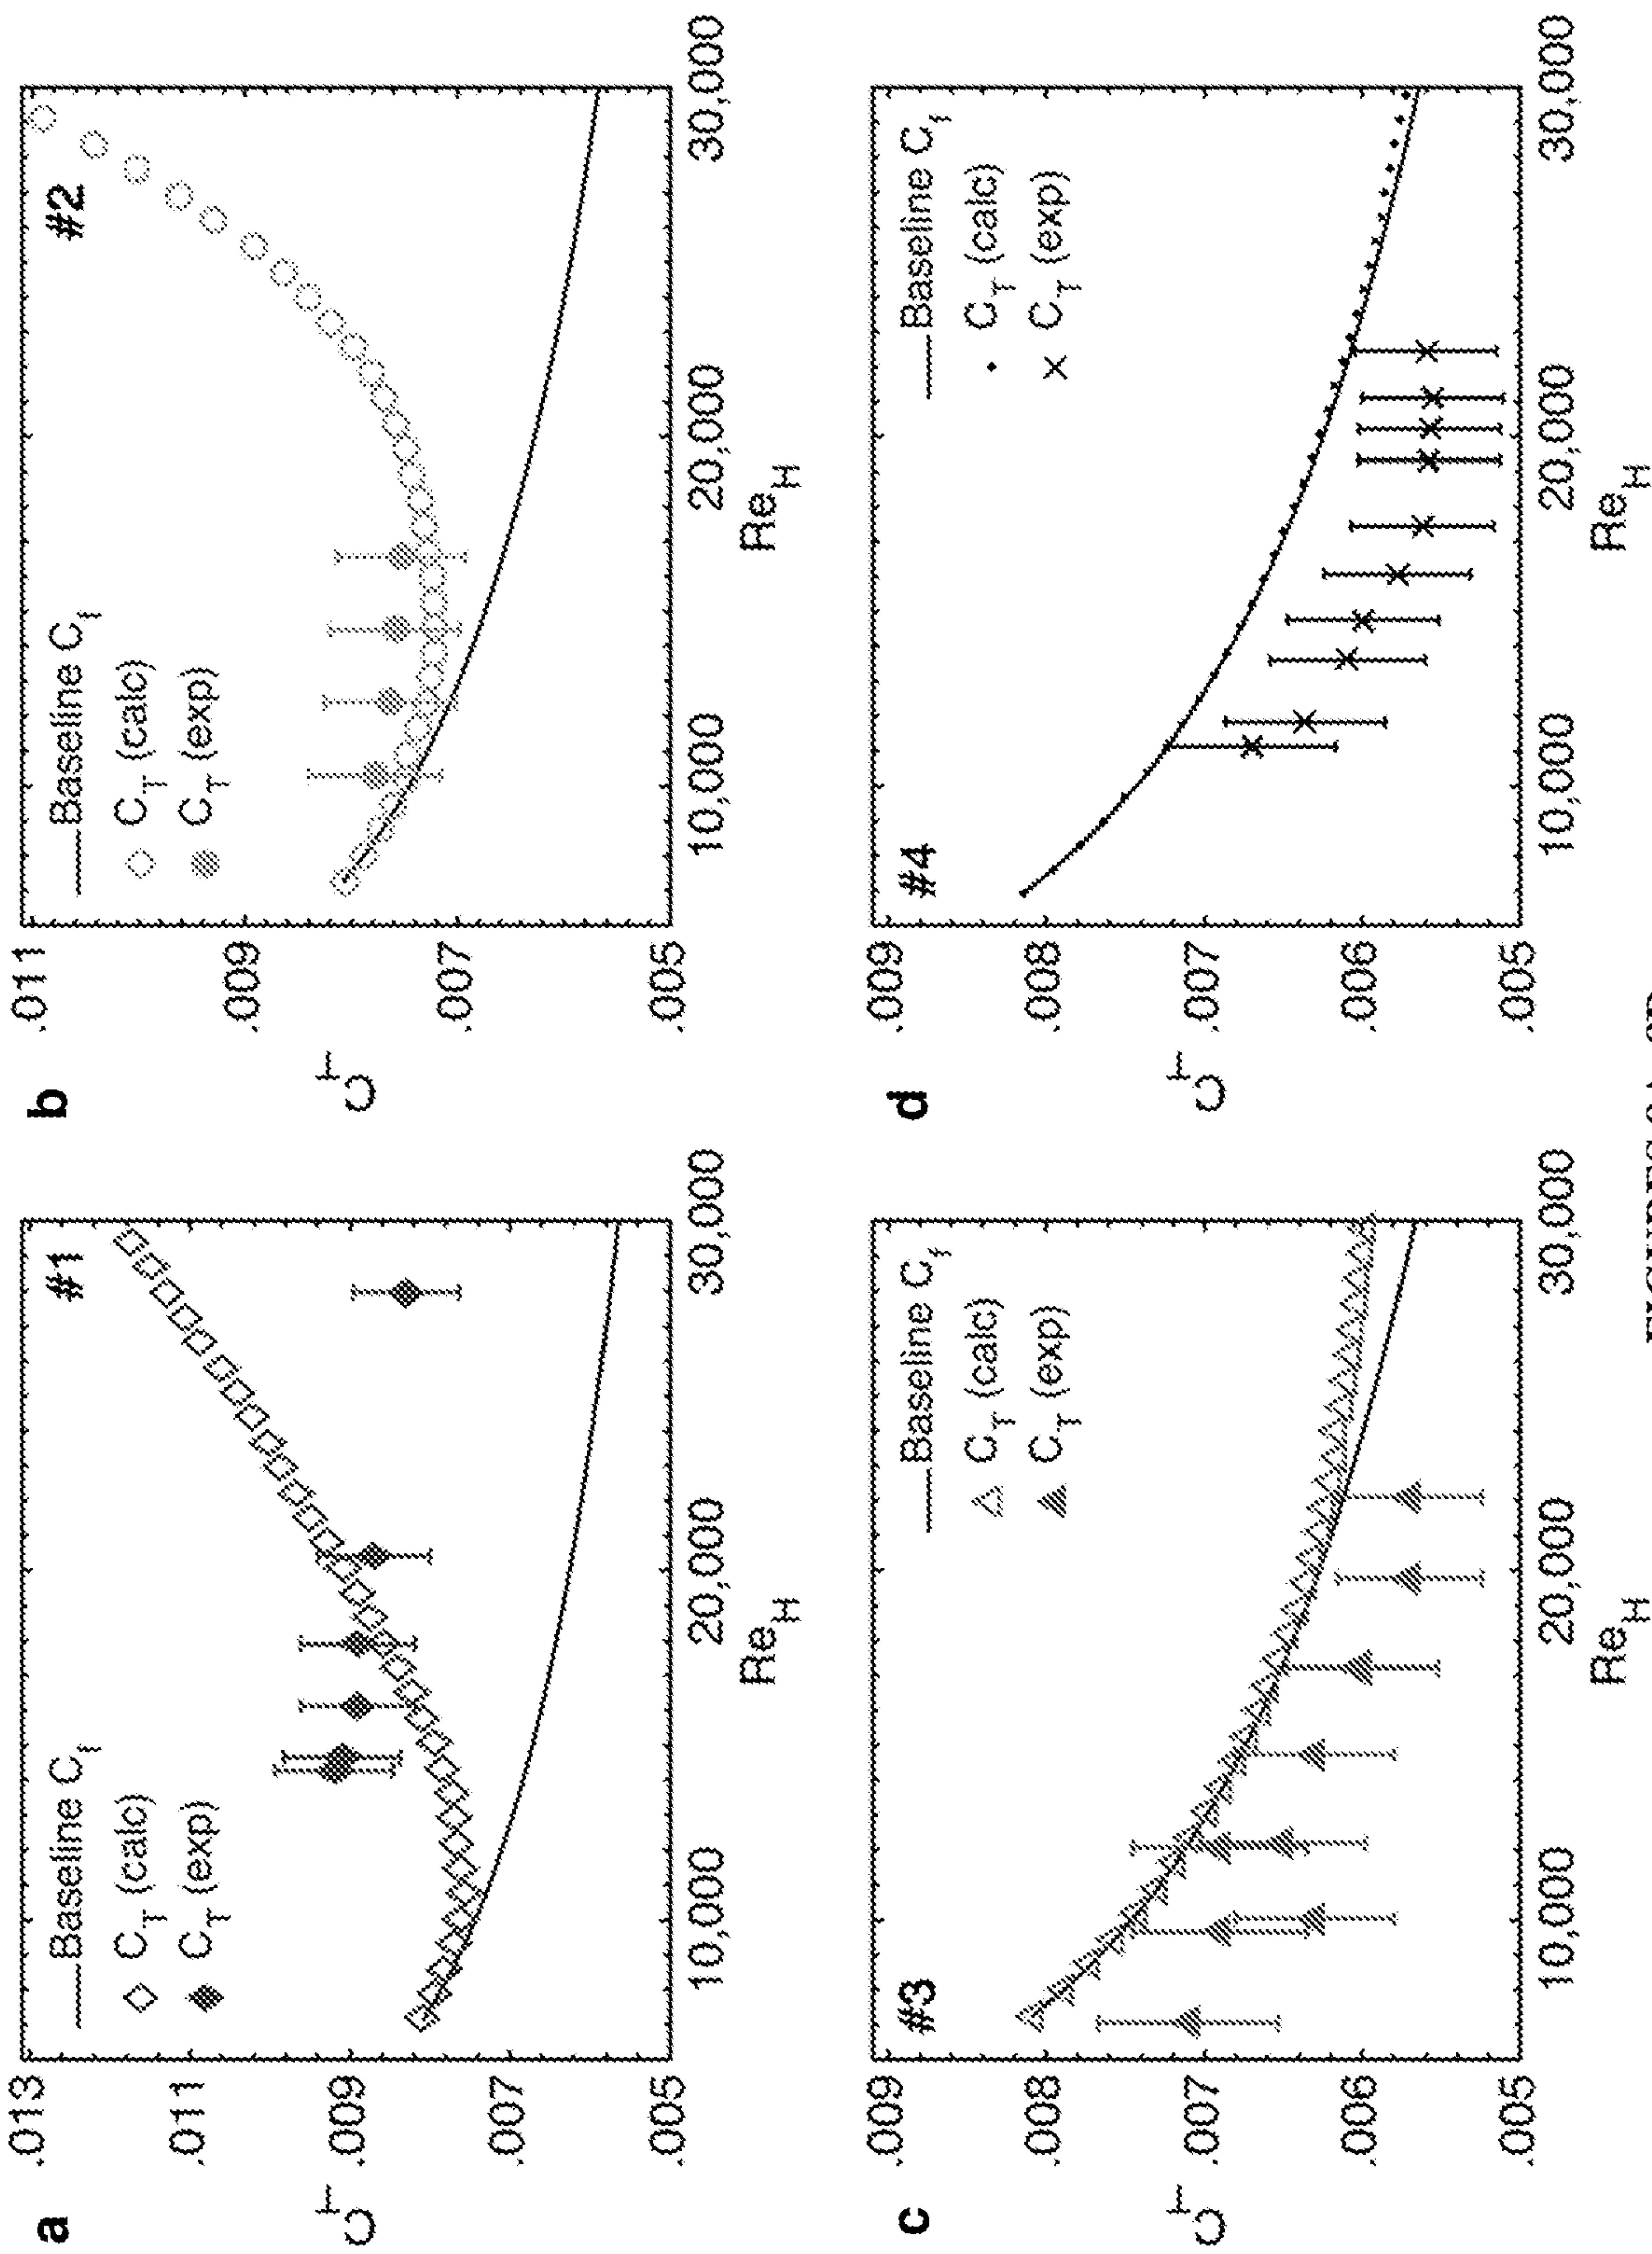 a
#1
Baseline C_f
C_T (calc)
C_T (exp)
.013
.011
.009
.007
.005
C_T
10,000
20,000
30,000
Re_H
b
#2
Baseline C_f
C_T (calc)
C_T (exp)
.011
.009
.007
.005
C_T
10,000
20,000
30,000
Re_H
c
#3
Baseline C_f
C_T (calc)
C_T (exp)
.009
.008
.007
.006
.005
C_T
10,000
20,000
30,000
Re_H
d
#4
Baseline C_f
C_T (calc)
C_T (exp)
.009
.008
.007
.006
.005
C_T
10,000
20,000
30,000
Re_H